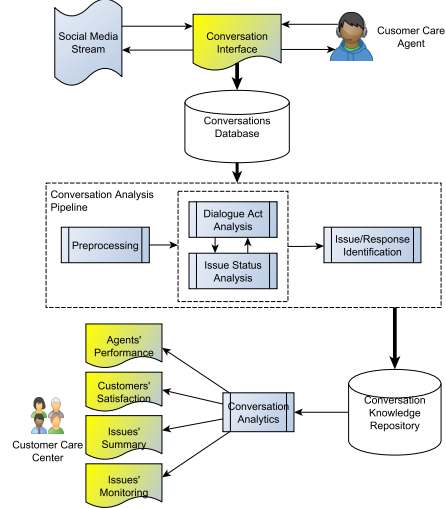 Social Media
Stream
Conversation
Interface
Cusomer Care
Agent
Conversations
Database
Conversation Analysis
Pipeline
Preprocessing
Dialogue Act
Analysis
Issue Status
Analysis
Issue/Response
Identification
Agents'
Performance
Customers'
Satisfaction
Issues'
Summary
Issues'
Monitoring
Customer Care
Center
Conversation
Analytics
Conversation
Knowledge
Repository